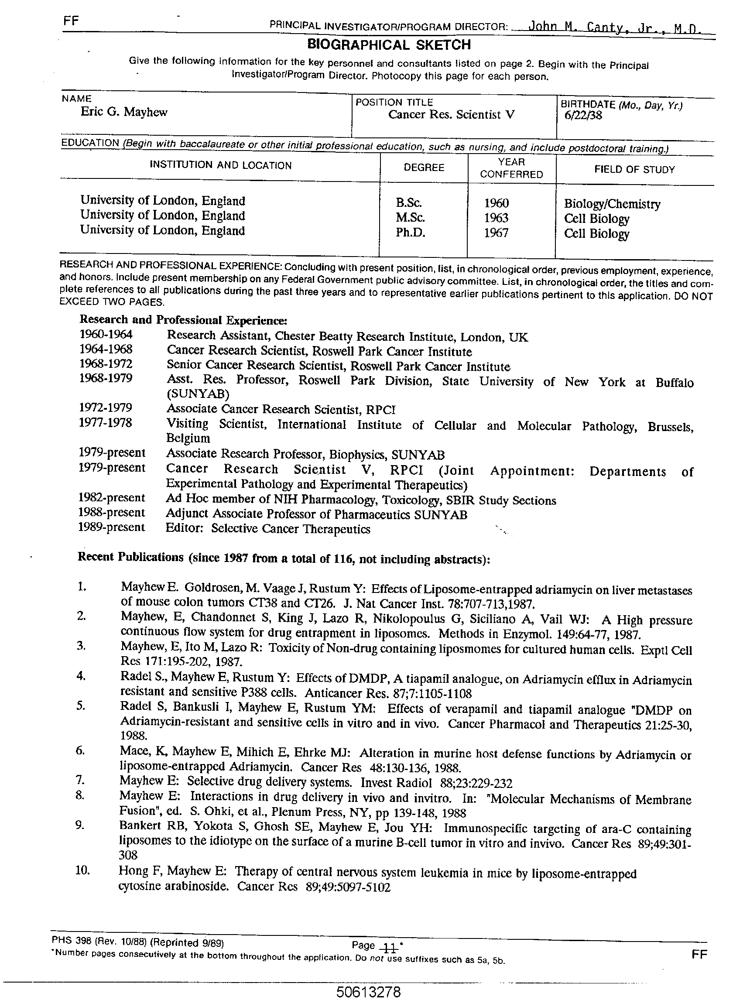 FF
PRINCIPAL INVESTIGATOR/PROGRAM DIRECTOR: John M. Canty, Jr., M.D.
BIOGRAPHICAL SKETCH
Give the following information for the key personnel and consultants listed on page 2. Begin with the Principal
Investigator/Program Director. Photocopy this page for each person.
NAME
Eric G. Mayhew
POSITION TITLE
Cancer Res. Scientist V
BIRTHDATE (Mo., Day, Yr.)
6/22/38
EDUCATION (Begin with baccalaureate or other initial professional education, such as nursing, and include postdoctoral training.)
INSTITUTION AND LOCATION DEGREE YEAR CONFERRED FIELD OF STUDY
University of London, England B.Sc. 1960 Biology/Chemistry
University of London, England M.Sc. 1963 Cell Biology
University of London, England Ph.D. 1967 Cell Biology
RESEARCH AND PROFESSIONAL EXPERIENCE: Concluding with present position, list, in chronological order, previous employment, experience,
and honors. Include present membership on any Federal Government public advisory committee. List, in chronological order, the titles and com-
plete references to all publications during the past three years and to representative earlier publications pertinent to this application. DO NOT
EXCEED TWO PAGES.
Research and Professional Experience:
1960-1964 Research Assistant, Chester Beatty Research Institute, London, UK
1964-1968 Cancer Research Scientist, Roswell Park Cancer Institute
1968-1972 Senior Cancer Research Scientist, Roswell Park Cancer Institute
1968-1979 Asst. Res. Professor, Roswell Park Division, State University of New York at Buffalo
(SUNYAB)
1972-1979 Associate Cancer Research Scientist, RPCI
1977-1978 Visiting Scientist, International Institute of Cellular and Molecular Pathology, Brussels,
Belgium
1979-present Associate Research Professor, Biophysics, SUNYAB
1979-present Cancer Research Scientist V, RPCI (Joint Appointment: Departments of
Experimental Pathology and Experimental Therapeutics)
1982-present Ad Hoc member of NIH Pharmacology, Toxicology, SBIR Study Sections
1988-present Adjunct Associate Professor of Pharmaceutics SUNYAB
1989-present Editor: Selective Cancer Therapeutics
Recent Publications (since 1987 from a total of 116, not including abstracts):
1. Mayhew E. Goldrosen, M. Vaage J, Rustum Y: Effects of Liposome-entrapped adriamycin on liver metastases
of mouse colon tumors CT38 and CT26. J. Nat Cancer Inst. 78:707-713,1987.
2. Mayhew, E, Chandonnet S, King J, Lazo R, Nikolopoulus G, Siciliano A, Vail WJ: A High pressure
continuous flow system for drug entrapment in liposomes. Methods in Enzymol. 149:64-77, 1987.
3. Mayhew, E, Ito M, Lazo R: Toxicity of Non-drug containing liposmomes for cultured human cells. Exptl Cell
Res 171:195-202, 1987.
4. Radel S., Mayhew E, Rustum Y: Effects of DMDP, A tiapamil analogue, on Adriamycin efflux in Adriamycin
resistant and sensitive P388 cells. Anticancer Res. 87;7:1105-1108
5. Radel S, Bankusli I, Mayhew E, Rustum YM: Effects of verapamil and tiapamil analogue "DMDP on
Adriamycin-resistant and sensitive cells in vitro and in vivo. Cancer Pharmacol and Therapeutics 21:25-30,
1988.
6. Mace, K, Mayhew E, Mihich E, Ehrke MJ: Alteration in murine host defense functions by Adriamycin or
liposome-entrapped Adriamycin. Cancer Res 48:130-136, 1988.
7. Mayhew E: Selective drug delivery systems. Invest Radiol 88;23:229-232
8. Mayhew E: Interactions in drug delivery in vivo and invitro. In: "Molecular Mechanisms of Membrane
Fusion", ed. S. Ohki, et al., Plenum Press, NY, pp 139-148, 1988
9. Bankert RB, Yokota S, Ghosh SE, Mayhew E, Jou YH: Immunospecific targeting of ara-C containing
liposomes to the idiotype on the surface of a murine B-cell tumor in vitro and invivo. Cancer Res 89;49:301-
308
10. Hong F, Mayhew E: Therapy of central nervous system leukemia in mice by liposome-entrapped
cytosine arabinoside. Cancer Res 89;49:5097-5102
PHS 398 (Rev. 10/88) (Reprinted 9/89) Page 11*
*Number pages consecutively at the bottom throughout the application. Do not use suffixes such as 5a, 5b.
FF
50613278